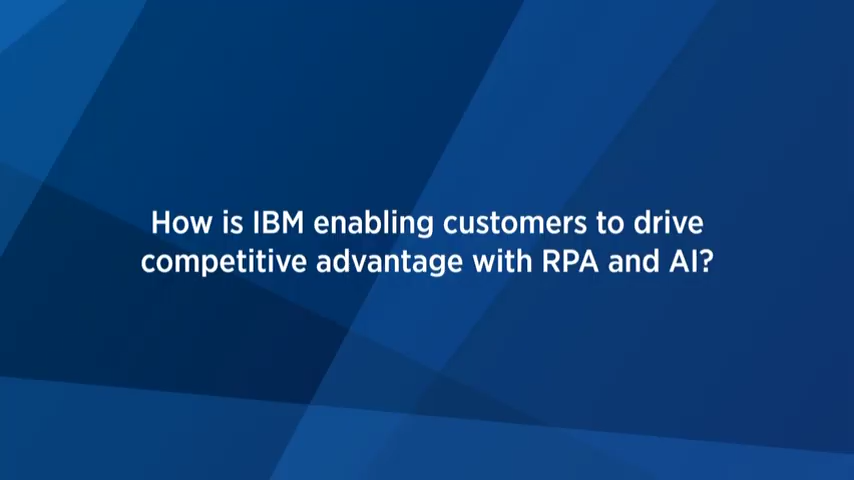 How is IBM enabling customers to drive
competitive advantage with RPA and AI?